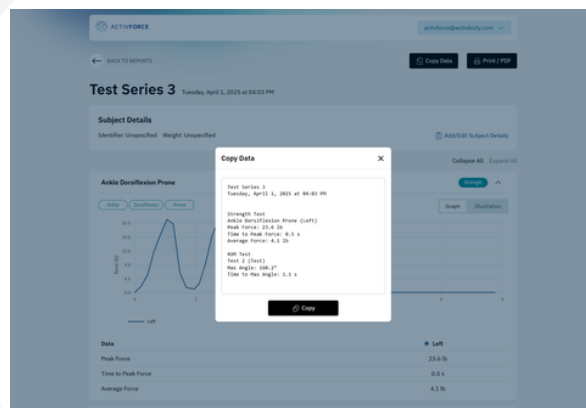 ACTIVFORCE
activforce@activbody.com
BACK TO REPORTS
Copy Data
Print / PDF
Test Series 3 Tuesday, April 1, 2025 at 04:03 PM
Subject Details
Identifier: Unspecified Weight: Unspecified
Add/Edit Subject Details
Collapse All Expand All
Copy Data
Test Series 3
Tuesday, April 1, 2025 at 04:03 PM
Strength Test
Ankle Dorsiflexion Prone (Left)
Peak Force: 23.6 lb
Time to Peak Force: 0.5 s
Average Force: 4.1 lb
ROM Test
Test 2 (Test)
Max Angle: 160.2°
Time to Max Angle: 1.1 s
Copy
Ankle Dorsiflexion Prone
Strength
Ankle Dorsiflexion Prone
Graph Illustration
Force (lb)
0
Left
Data Left
Peak Force 23.6 lb
Time to Peak Force 0.5 s
Average Force 4.1 lb